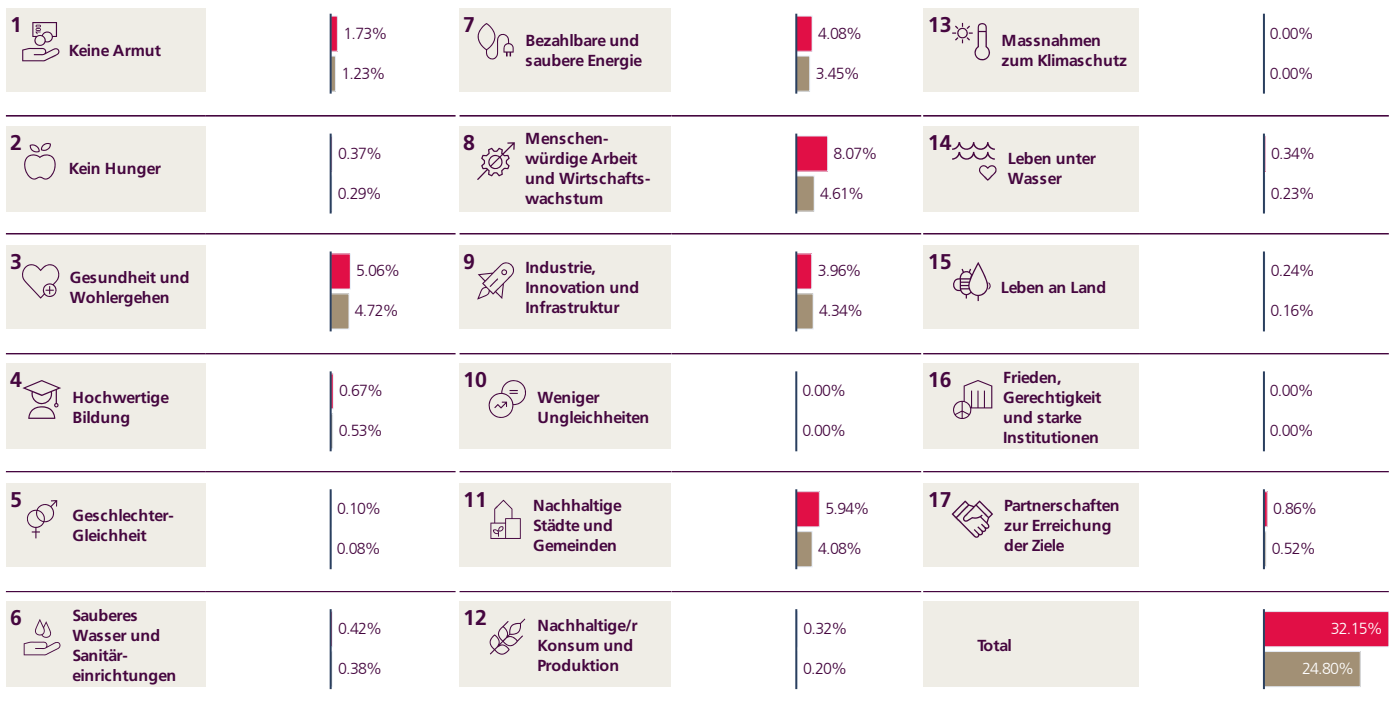 1
Keine Armut
1.73%
1.23%
2
Kein Hunger
0.37%
0.29%
3
Gesundheit und
Wohlergehen
5.06%
4.72%
4
Hochwertige
Bildung
0.67%
0.53%
5
Geschlechter-
Gleichheit
0.10%
0.08%
6
Sauberes
Wasser und
Sanitär-
einrichtungen
0.42%
0.38%
7
Bezahlbare und
saubere Energie
4.08%
3.45%
8
Menschen-
würdige Arbeit
und Wirtschafts-
wachstum
8.07%
4.61%
9
Industrie,
Innovation und
Infrastruktur
3.96%
4.34%
10
Weniger
Ungleichheiten
0.00%
0.00%
11
Nachhaltige
Städte und
Gemeinden
5.94%
4.08%
12
Nachhaltige/r
Konsum und
Produktion
0.32%
0.20%
13
Massnahmen
zum Klimaschutz
0.00%
0.00%
14
Leben unter
Wasser
0.34%
0.23%
15
Leben an Land
0.24%
0.16%
16
Frieden,
Gerechtigkeit
und starke
Institutionen
0.00%
0.00%
17
Partnerschaften
zur Erreichung
der Ziele
0.86%
0.52%
Total
32.15%
24.80%